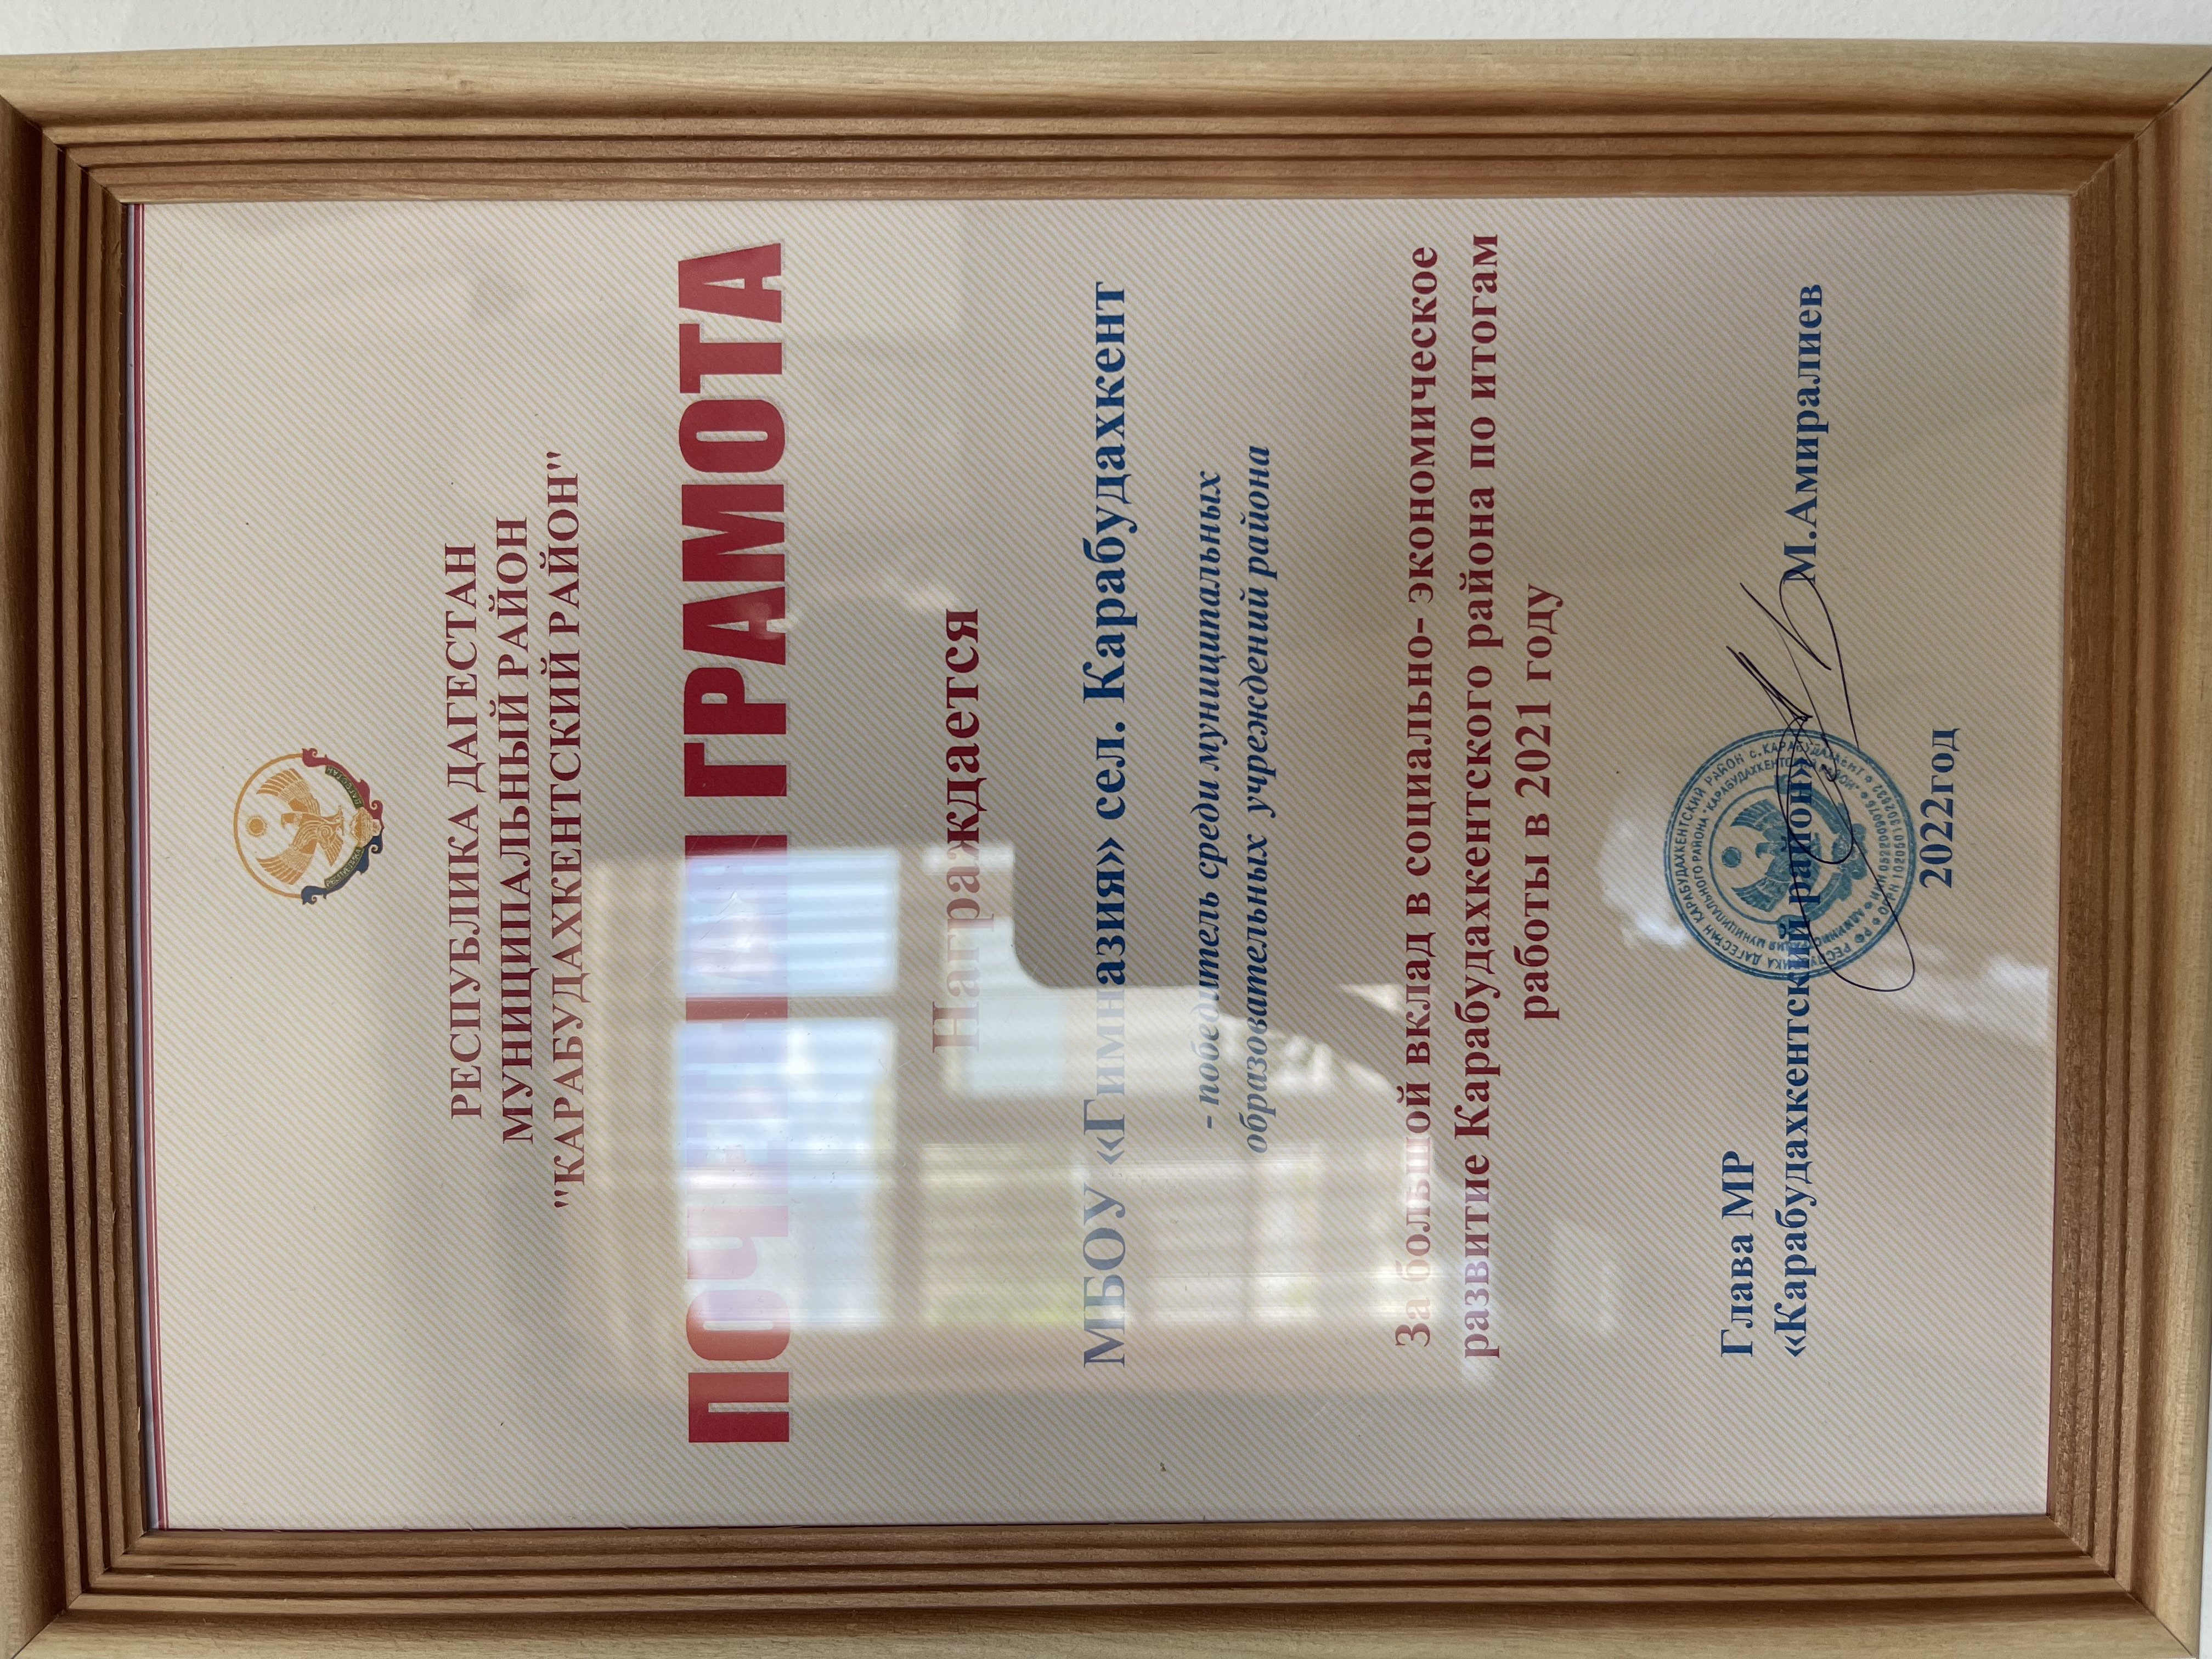 РЕСПУБЛИКА ДАГЕСТАН
МУНИЦИПАЛЬНЫЙ РАЙОН
"КАРАБУДАХКЕНТСКИЙ РАЙОН"
ПОЧЕТНАЯ ГРАМОТА
Награждается
МБОУ «Гимназия» сел. Карабудахкент
- победитель среди муниципальных
образовательных учреждений района
За большой вклад в социально- экономическое
развитие Карабудахкентского района по итогам
работы в 2021 году
Глава МР
«Карабудахкентский район» М.Амиралиев
2022год